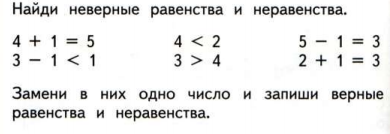 Найди неверные равенства и неравенства.
4 + 1 = 5 4 < 2 5 − 1 = 3
3 − 1 < 1 3 > 4 2 + 1 = 3
Замени в них одно число и запиши верные
равенства и неравенства.